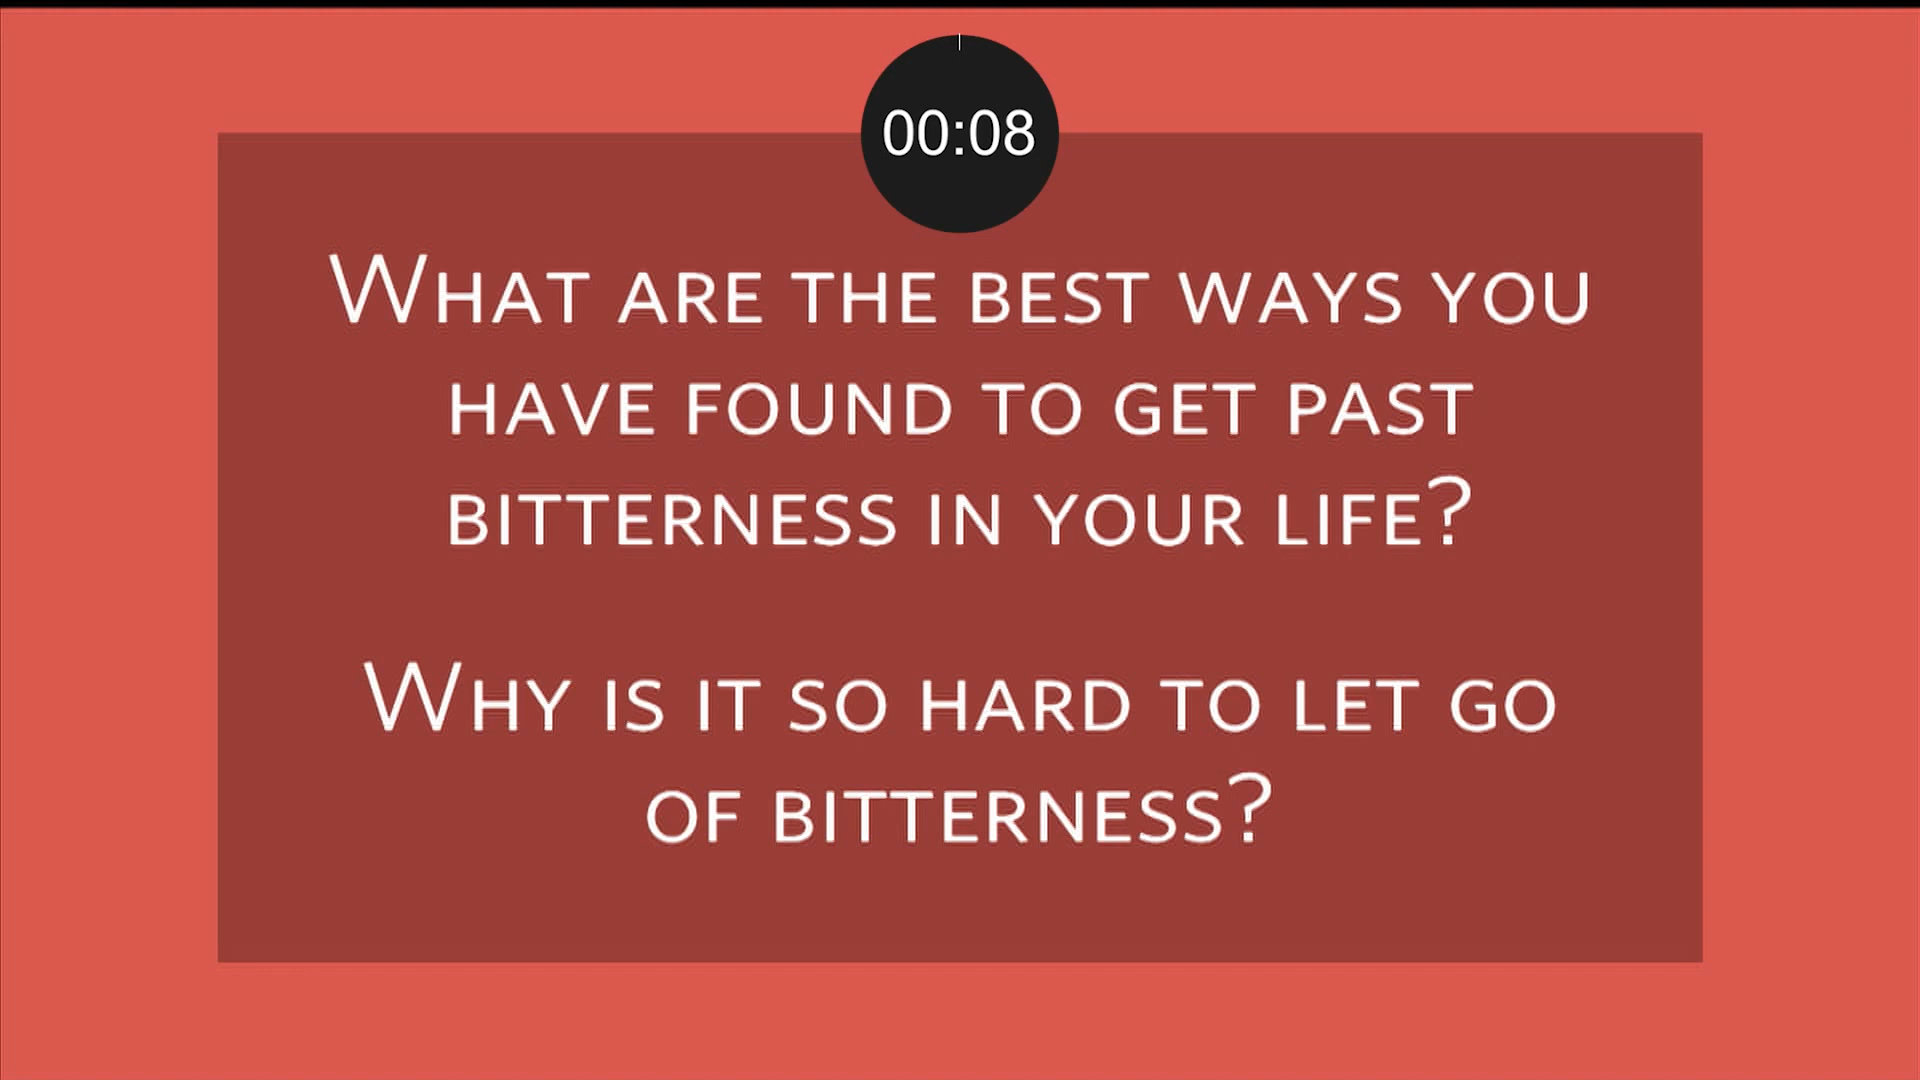 00:08
What are the best ways you
have found to get past
bitterness in your life?
Why is it so hard to let go
of bitterness?